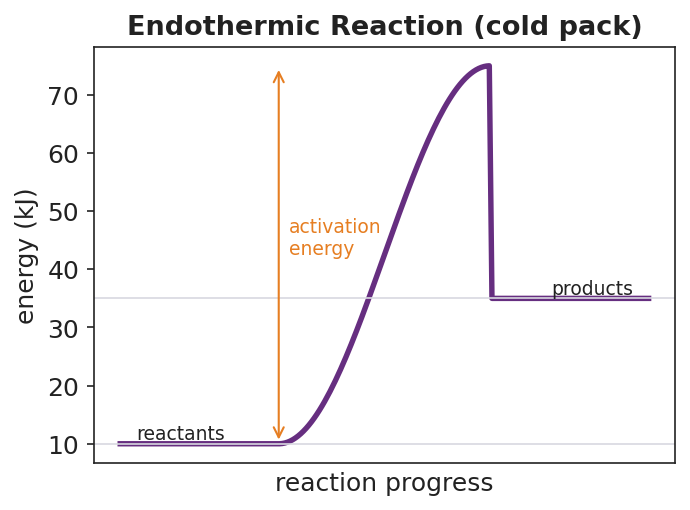 Endothermic Reaction (cold pack)
energy (kJ)
70
60
50
40
30
20
10
activation
energy
products
reactants
reaction progress